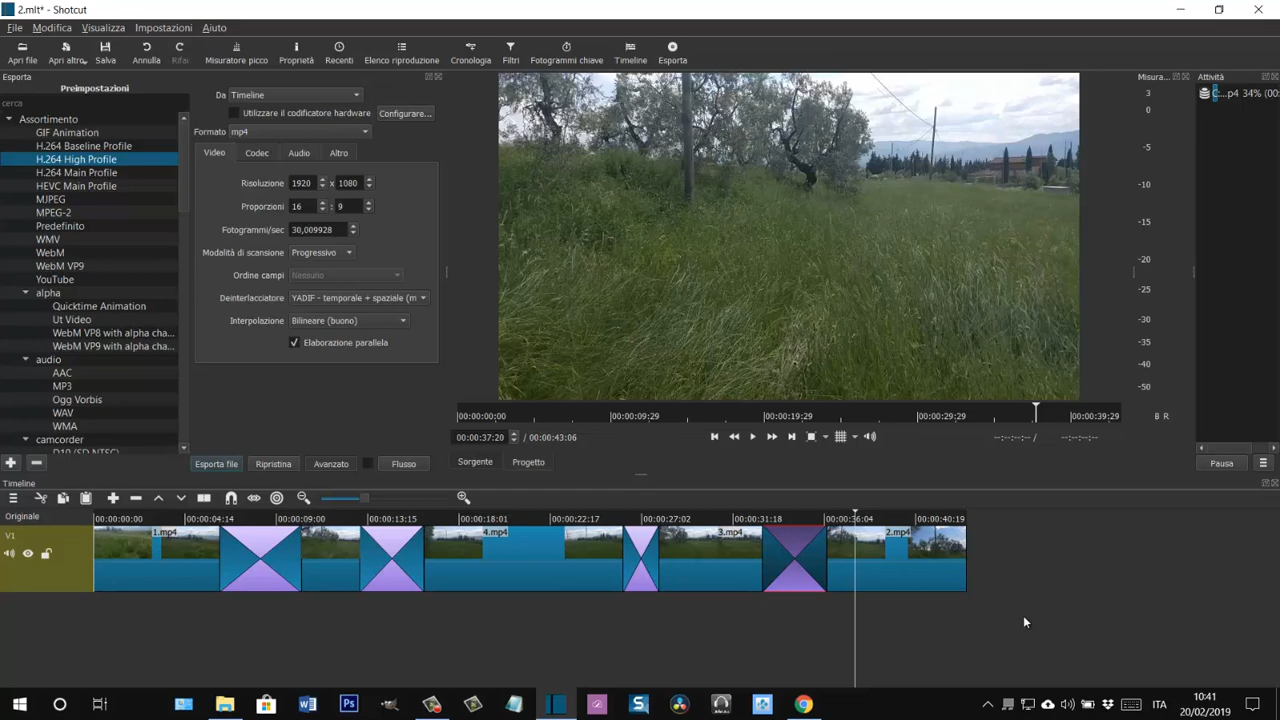 2.mlt* - Shotcut
File Modifica Visualizza Impostazioni Aiuto
Apri file Apri altro.. Salva Annulla Rifai Misuratore picco Proprietà Recenti Elenco riproduzione Cronologia Filtri Fotogrammi chiave Timeline Esporta
Esporta
Preimpostazioni
cerca
Assortimento
GIF Animation
H.264 Baseline Profile
H.264 High Profile
H.264 Main Profile
HEVC Main Profile
MJPEG
MPEG-2
Predefinito
WMV
WebM
WebM VP9
YouTube
alpha
Quicktime Animation
Ut Video
WebM VP8 with alpha cha...
WebM VP9 with alpha cha...
audio
AAC
MP3
Ogg Vorbis
WAV
WMA
camcorder
D10 (SD NTSC)
Da Timeline
Utilizzare il codificatore hardware Configurare...
Formato mp4
Video Codec Audio Altro
Risoluzione 1920 x 1080
Proporzioni 16 : 9
Fotogrammi/sec 30,009928
Modalità di scansione Progressivo
Ordine campi Nessuno
Deinterlacciatore YADIF - temporale + spaziale (m
Interpolazione Bilineare (buono)
Elaborazione parallela
Esporta file Ripristina Avanzato Flusso
Misura...
3
0
-5
-10
-15
-20
-25
-30
-35
-40
-50
B R
Attività
C:...p4 34% (00:
Pausa
00:00:00:00 00:00:09:29 00:00:19:29 00:00:29:29 00:00:39:29
00:00:37:20 / 00:00:43:06 --:--:--:-- / --:--:--:--
Sorgente Progetto
Timeline
Originale 00:00:00:00 00:00:04:14 00:00:09:00 00:00:13:15 00:00:18:01 00:00:22:17 00:00:27:02 00:00:31:18 00:00:36:04 00:00:40:19
V1 1.mp4 4.mp4 3.mp4 2.mp4
ITA
10:41
20/02/2019